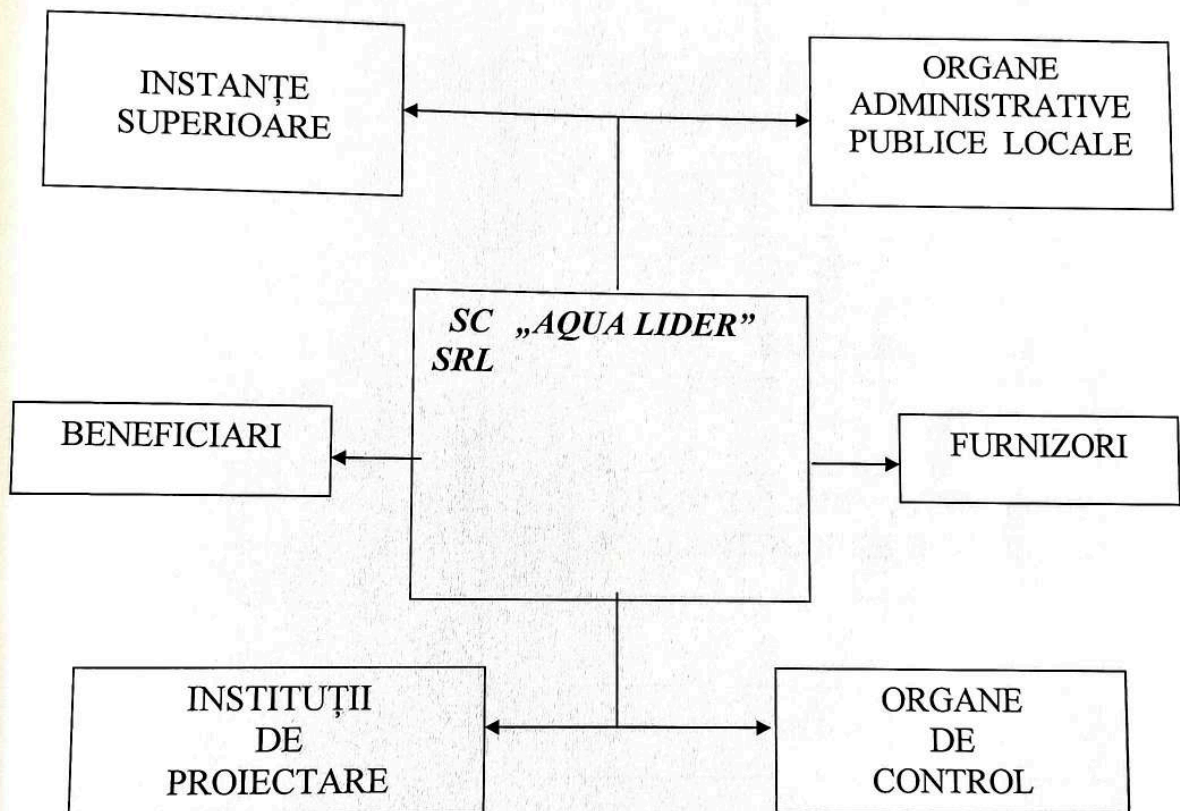 INSTANȚE
SUPERIOARE
ORGANE
ADMINISTRATIVE
PUBLICE LOCALE
SC „AQUA LIDER”
SRL
BENEFICIARI
FURNIZORI
INSTITUȚII
DE
PROIECTARE
ORGANE
DE
CONTROL